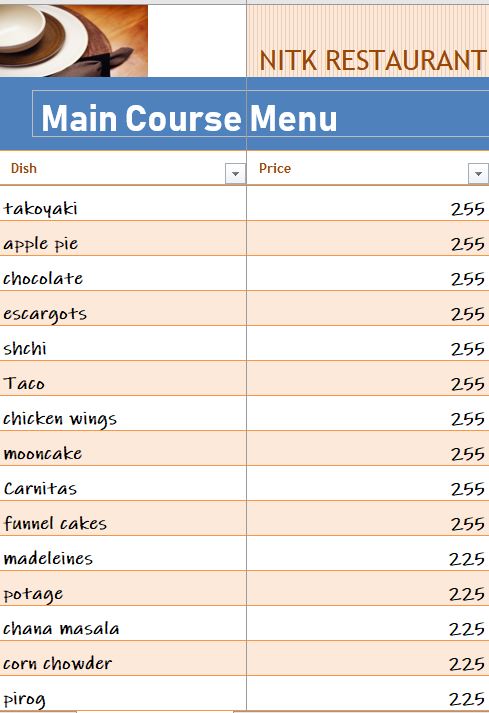 NITK RESTAURANT
Main Course Menu
Dish Price
takoyaki 255
apple pie 255
chocolate 255
escargots 255
shchi 255
Taco 255
chicken wings 255
mooncake 255
Carnitas 255
funnel cakes 255
madeleines 225
potage 225
chana masala 225
corn chowder 225
pirog 225